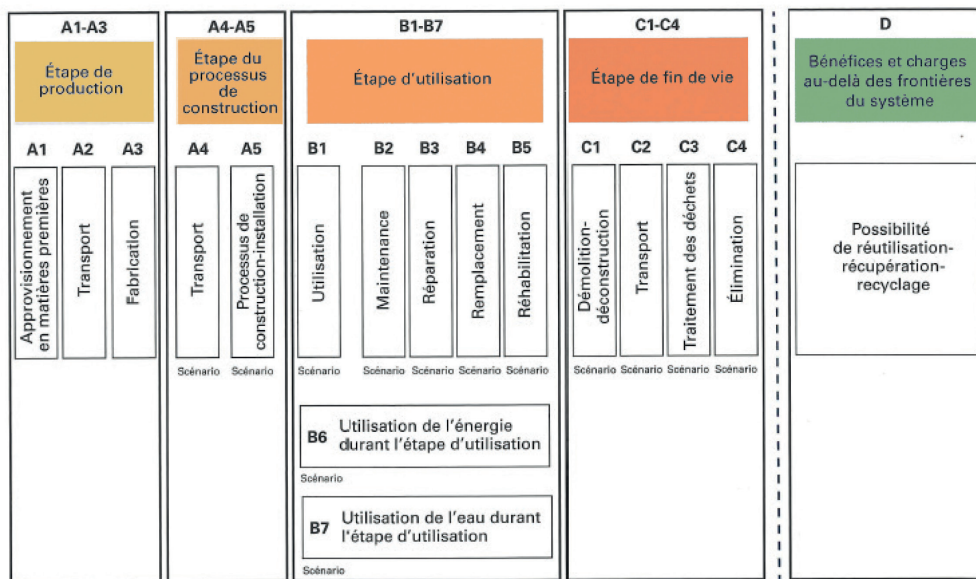 A1-A3
Étape de
production
A1
A2
A3
Approvisionnement
en matières premières
Transport
Fabrication
A4-A5
Étape du
processus
de
construction
A4
A5
Transport
Processus de
construction-installation
Scénario
Scénario
B1-B7
Étape d'utilisation
B1
B2
B3
B4
B5
Utilisation
Maintenance
Réparation
Remplacement
Réhabilitation
Scénario
Scénario
Scénario
Scénario
Scénario
B6
Utilisation de l'énergie
durant l'étape d'utilisation
Scénario
B7
Utilisation de l'eau durant
l'étape d'utilisation
Scénario
C1-C4
Étape de fin de vie
C1
C2
C3
C4
Démolition-
déconstruction
Transport
Traitement des déchets
Élimination
Scénario
Scénario
Scénario
Scénario
D
Bénéfices et charges
au-delà des frontières
du système
Possibilité
de réutilisation-
récupération-
recyclage